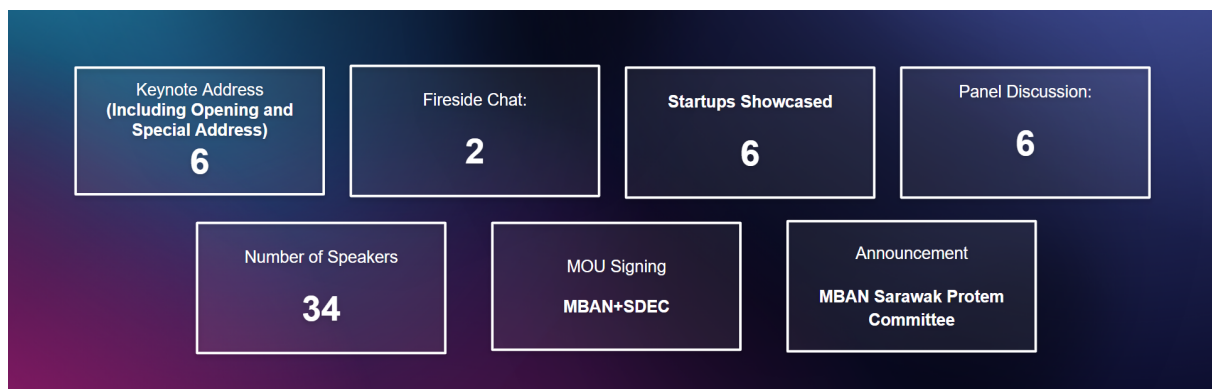 Keynote Address
(Including Opening and
Special Address)
6
Fireside Chat:
2
Startups Showcased
6
Panel Discussion:
6
Number of Speakers
34
MOU Signing
MBAN+SDEC
Announcement
MBAN Sarawak Protem
Committee